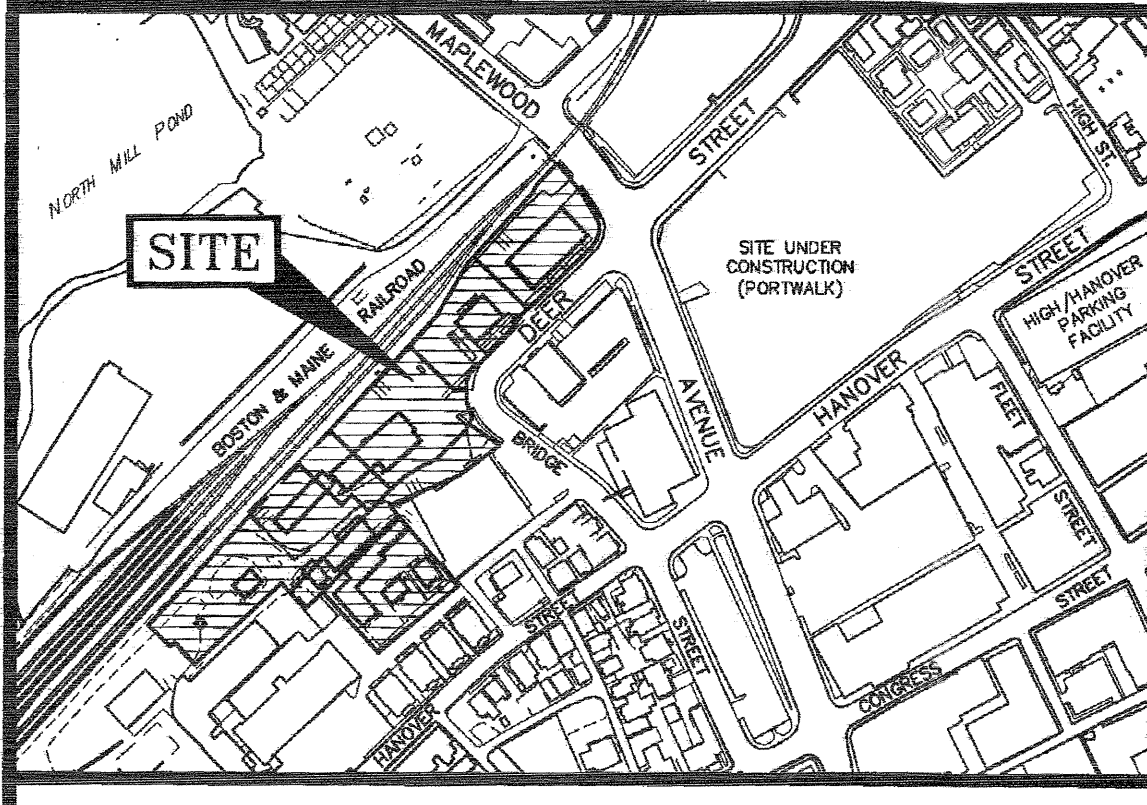 MAPLEWOOD
AVENUE
NORTH MILL POND
SITE
BOSTON & MAINE
RAILROAD
DEER
STREET
BRIDGE
STREET
SITE UNDER
CONSTRUCTION
(PORTWALK)
HIGH ST.
HANOVER
STREET
HIGH/HANOVER
PARKING
FACILITY
FLEET
STREET
CONGRESS
STREET
HANOVER
STREE